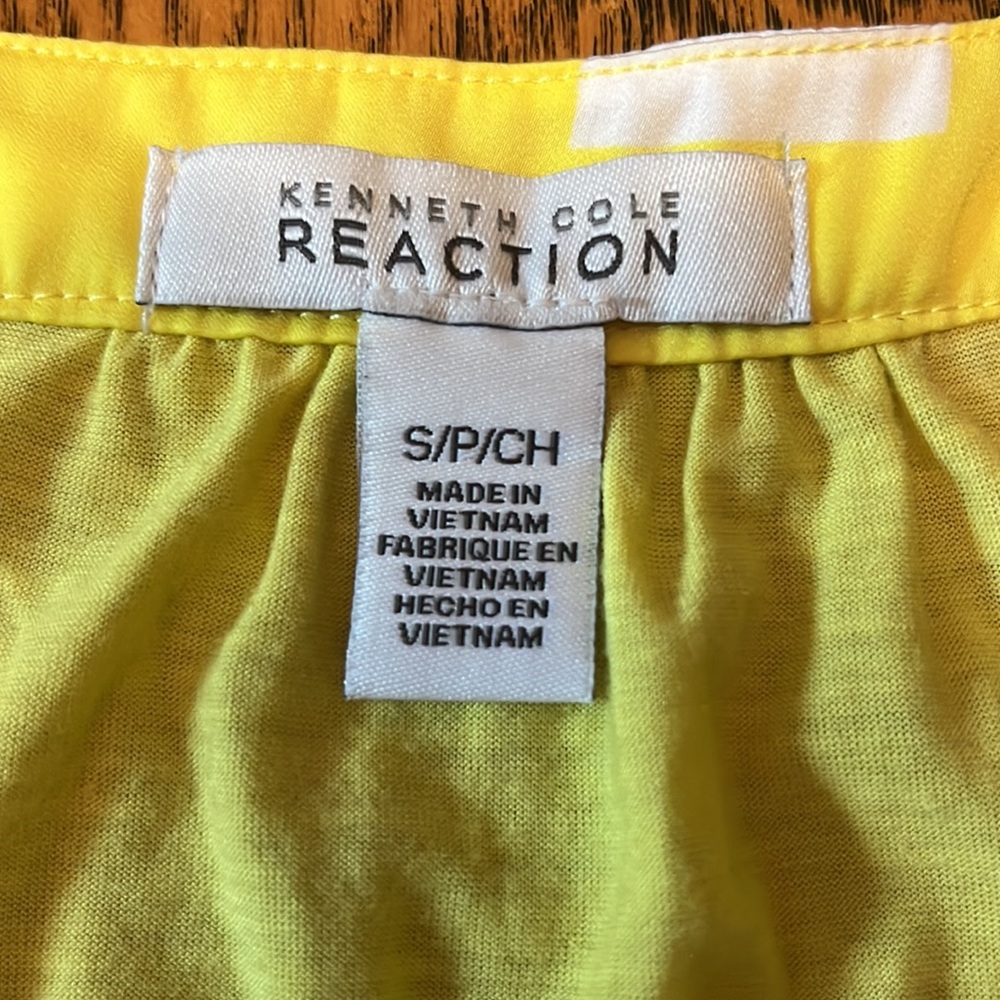 KENNETH COLE
REACTION
S/P/CH
MADE IN
VIETNAM
FABRIQUE EN
VIETNAM
HECHO EN
VIETNAM